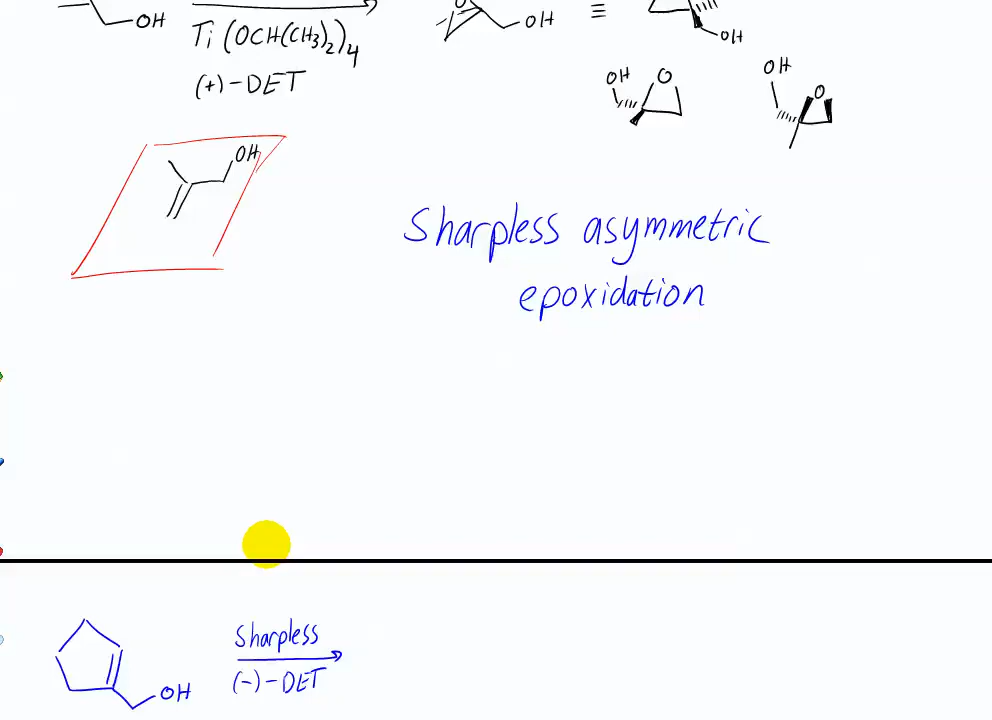 OH
Ti (OCH(CH3)2)4
(+)-DET
O
OH
≡
OH
OH
O
OH
O
OH
Sharpless asymmetric
epoxidation
OH
Sharpless
(-)-DET